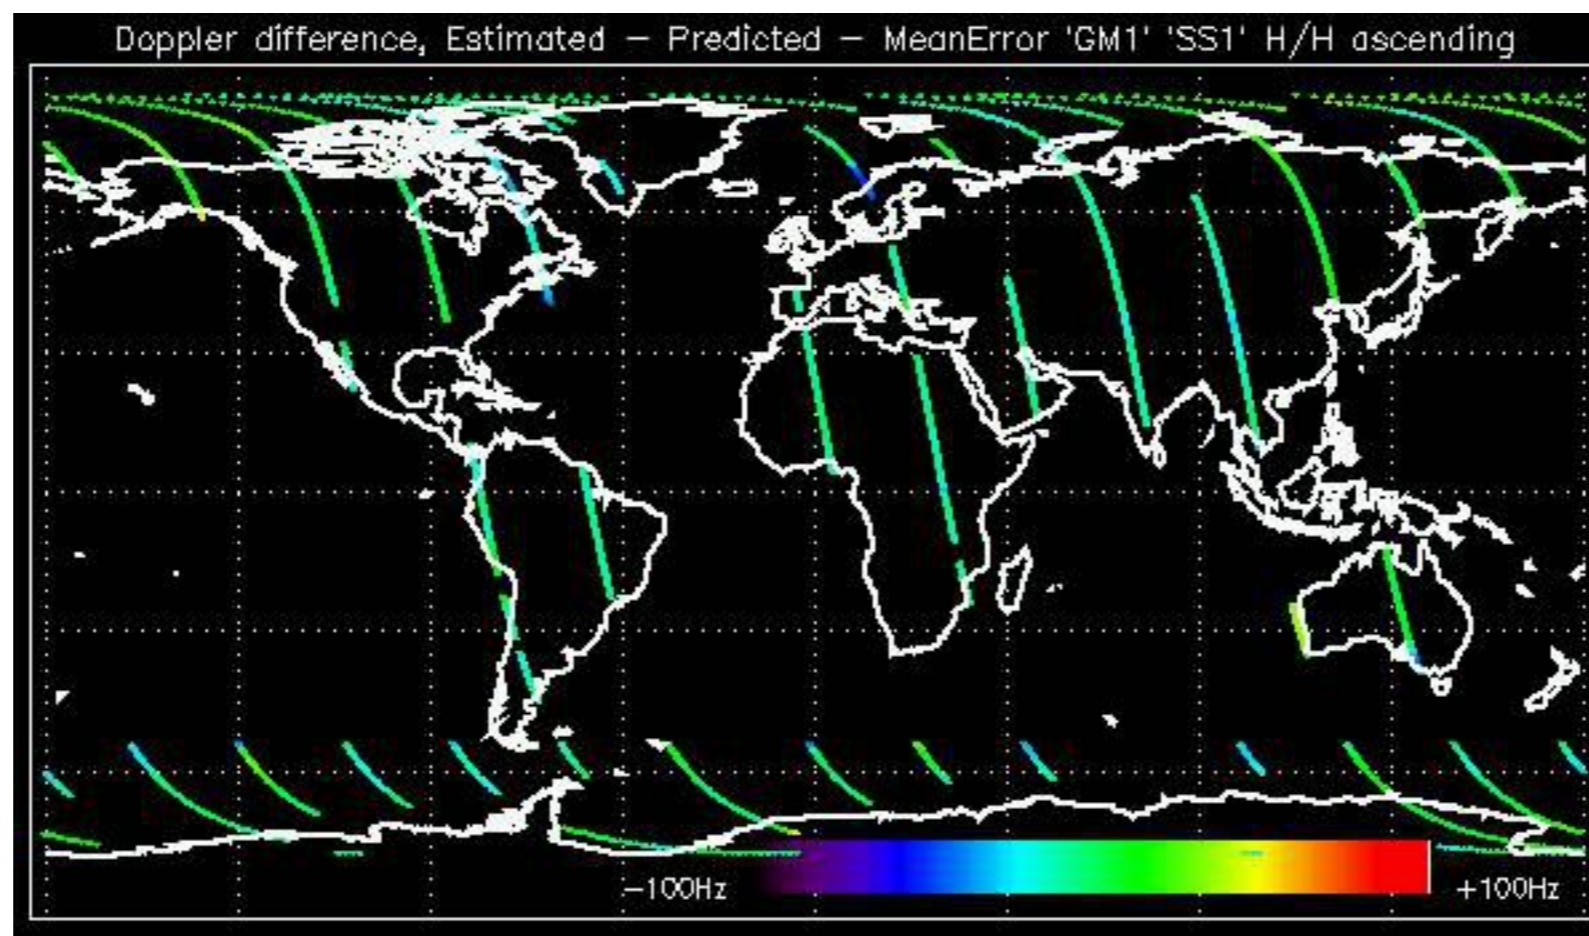 Doppler difference, Estimated – Predicted – MeanError 'GM1' 'SS1' H/H ascending
–100Hz
+100Hz